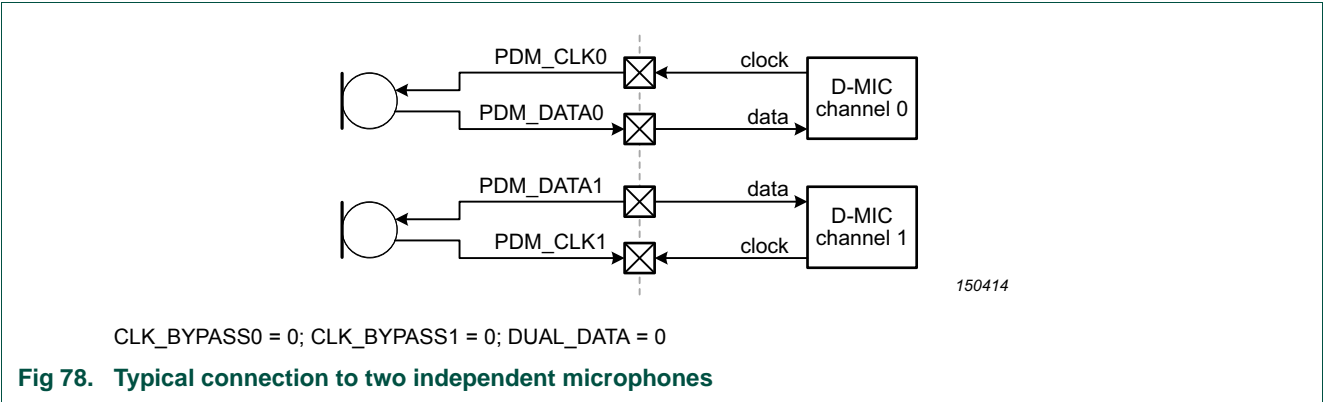 PDM_CLK0
clock
D-MIC
channel 0
PDM_DATA0
data
PDM_DATA1
data
D-MIC
channel 1
PDM_CLK1
clock
150414
CLK_BYPASS0 = 0; CLK_BYPASS1 = 0; DUAL_DATA = 0
Fig 78. Typical connection to two independent microphones